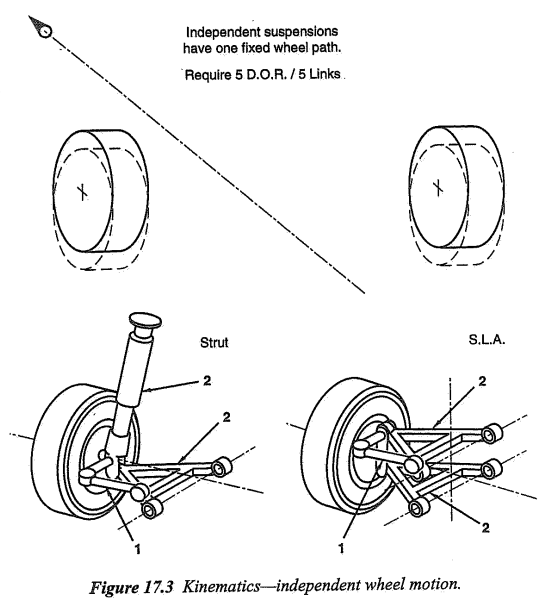 Independent suspensions
have one fixed wheel path.
Require 5 D.O.R. / 5 Links
Strut
S.L.A.
2
2
2
2
1
1
Figure 17.3 Kinematics—independent wheel motion.